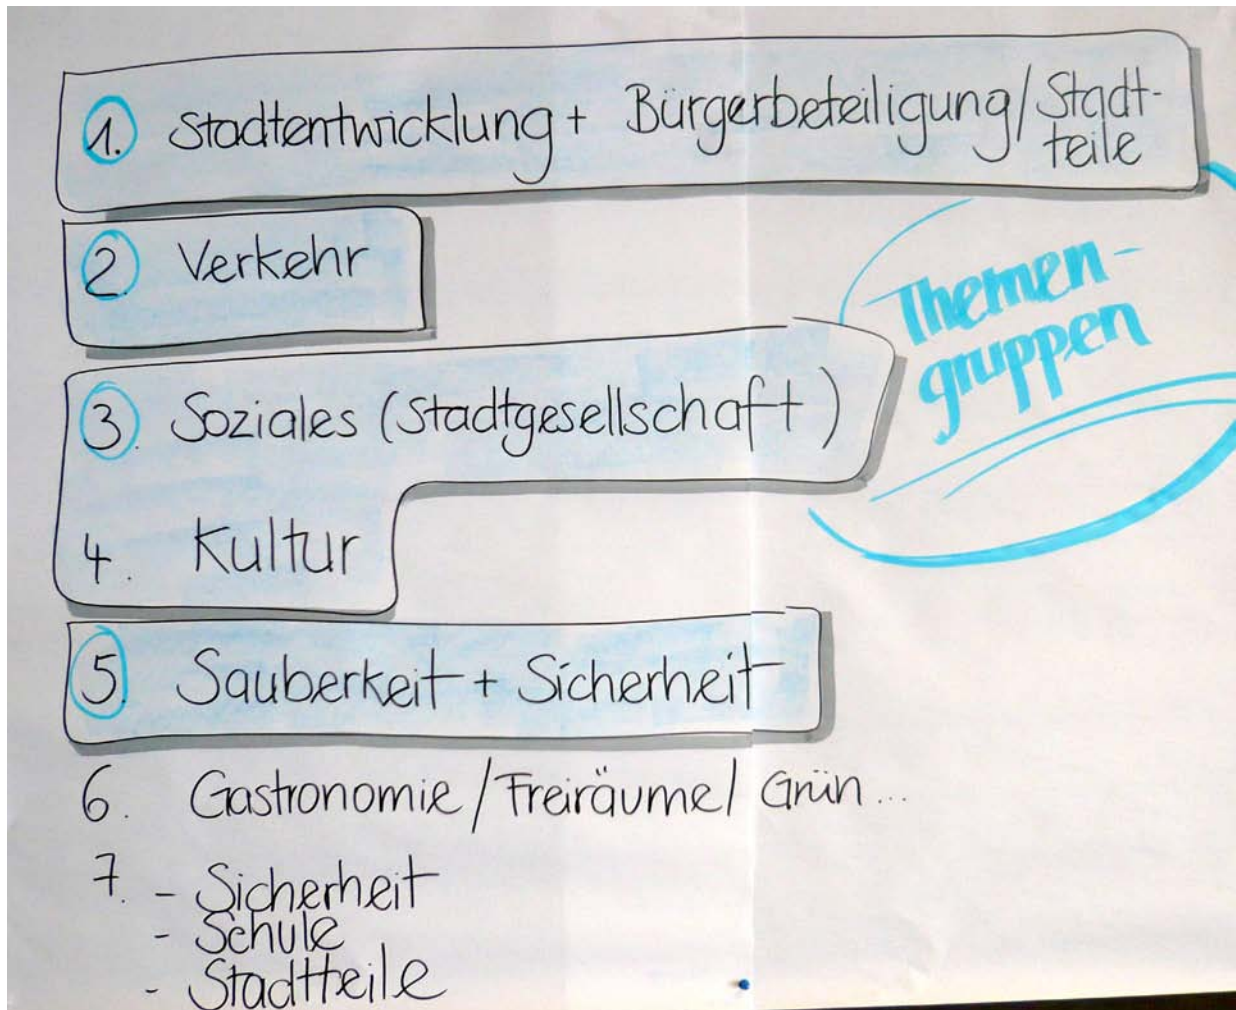 1. Stadtentwicklung + Bürgerbeteiligung/Stadt-
teile
2. Verkehr
Themen-
gruppen
3. Soziales (Stadtgesellschaft)
4. Kultur
5. Sauberkeit + Sicherheit
6. Gastronomie/Freiräume/Grün...
7. - Sicherheit
- Schule
- Stadtteile